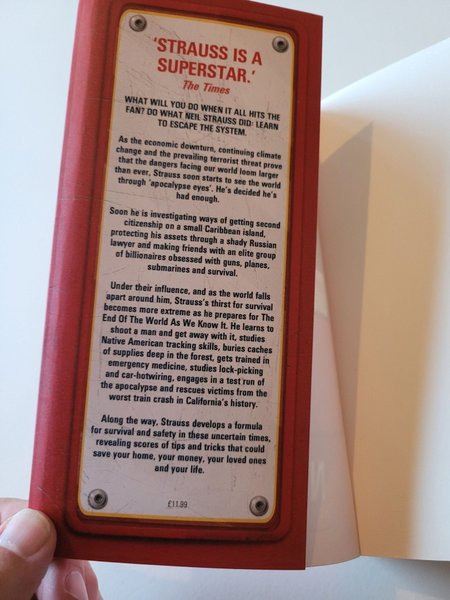 'STRAUSS IS A
SUPERSTAR.'
The Times
WHAT WILL YOU DO WHEN IT ALL HITS THE
FAN? DO WHAT NEIL STRAUSS DID: LEARN
TO ESCAPE THE SYSTEM.
As the economic downturn, continuing climate
change and the prevailing terrorist threat prove
that the dangers facing our world loom larger
than ever, Strauss soon starts to see the world
through 'apocalypse eyes'. He's decided he's
had enough.
Soon he is investigating ways of getting second
citizenship on a small Caribbean island,
protecting his assets through a shady Russian
lawyer and making friends with an elite group
of billionaires obsessed with guns, planes,
submarines and survival.
Under their influence, and as the world falls
apart around him, Strauss's thirst for survival
becomes more extreme as he prepares for The
End Of The World As We Know It. He learns to
shoot a man and get away with it, studies
Native American tracking skills, buries caches
of supplies deep in the forest, gets trained in
emergency medicine, studies lock-picking
and car-hotwiring, engages in a test run of
the apocalypse and rescues victims from the
worst train crash in California's history.
Along the way, Strauss develops a formula
for survival and safety in these uncertain times,
revealing scores of tips and tricks that could
save your home, your money, your loved ones
and your life.
£11.99